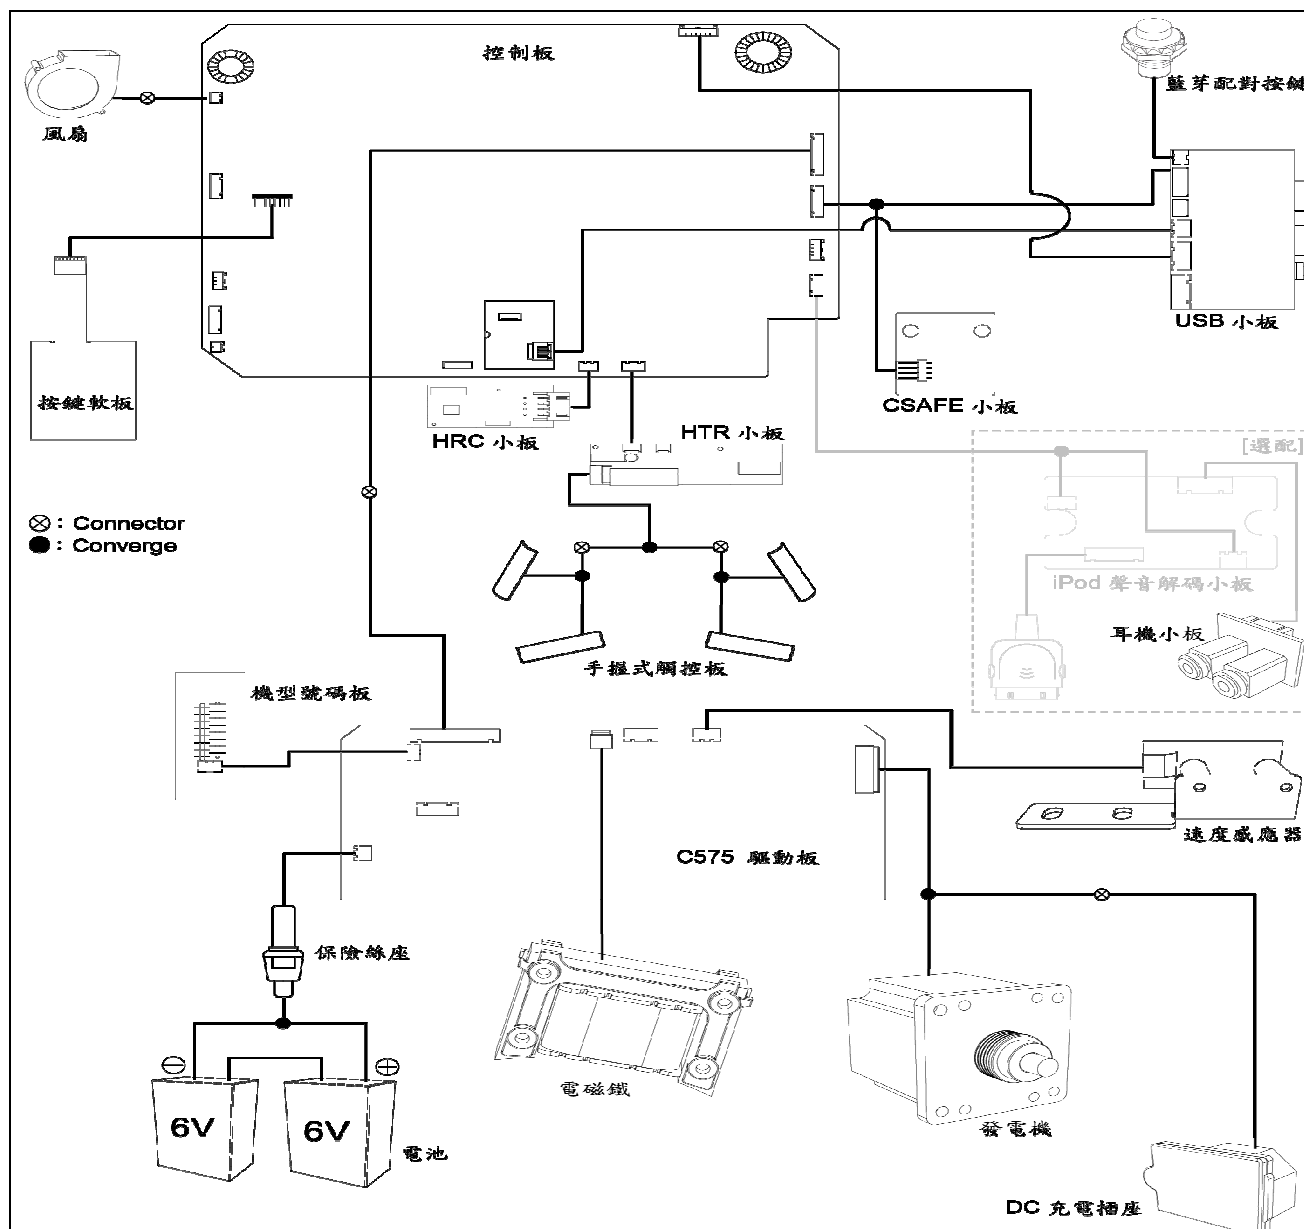 控制板
藍芽配對按鍵
風扇
USB 小板
按鍵軟板
CSAFE 小板
HRC 小板
HTR 小板
[選配]
⊗ : Connector
● : Converge
iPod 聲音解碼小板
耳機小板
手握式觸控板
機型號碼板
速度感應器
C575 驅動板
保險絲座
電磁鐵
6V
6V
電池
發電機
DC 充電插座